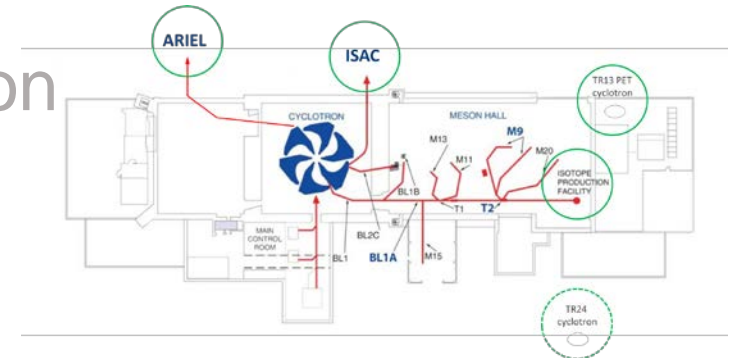 on
ARIEL
ISAC
TR13 PET
cyclotron
CYCLOTRON
MESON HALL
M9
M13
M11
M20
ISOTOPE
PRODUCTION
FACILITY
BL1B
T1
T2
MAIN
CONTROL
ROOM
BL2C
BL1
BL1A
M15
TR24
cyclotron